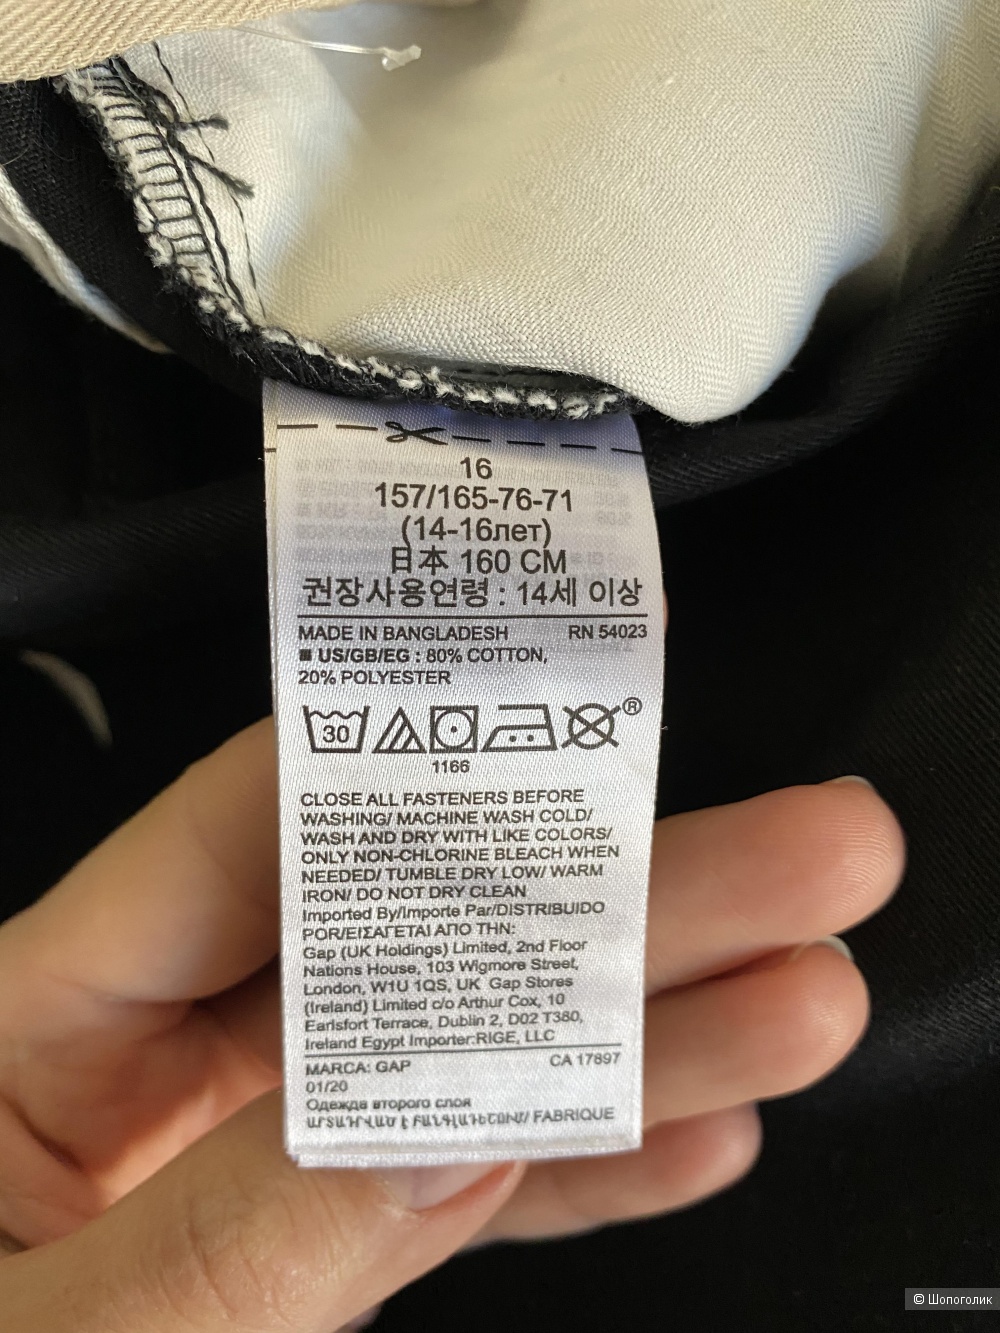 16
157/165-76-71
(14-16лет)
日本 160 CM
권장사용연령 : 14세 이상
MADE IN BANGLADESH RN 54023
■ US/GB/EG : 80% COTTON,
20% POLYESTER
30 ®
1166
CLOSE ALL FASTENERS BEFORE
WASHING/ MACHINE WASH COLD/
WASH AND DRY WITH LIKE COLORS/
ONLY NON-CHLORINE BLEACH WHEN
NEEDED/ TUMBLE DRY LOW/ WARM
IRON/ DO NOT DRY CLEAN
Imported By/Importe Par/DISTRIBUIDO
POR/ΕΙΣΑΓΕΤΑΙ ΑΠΟ ΤΗΝ:
Gap (UK Holdings) Limited, 2nd Floor
Nations House, 103 Wigmore Street,
London, W1U 1QS, UK Gap Stores
(Ireland) Limited c/o Arthur Cox, 10
Earlsfort Terrace, Dublin 2, D02 T380,
Ireland Egypt Importer:RIGE, LLC
MARCA: GAP CA 17897
01/20
Одежда второго слоя
ԱՐՏԱԴՐՎԱԾ Է ԲԱՆԳԼԱԴԵՇՈՒՄ/ FABRIQUE
© Шопоголик